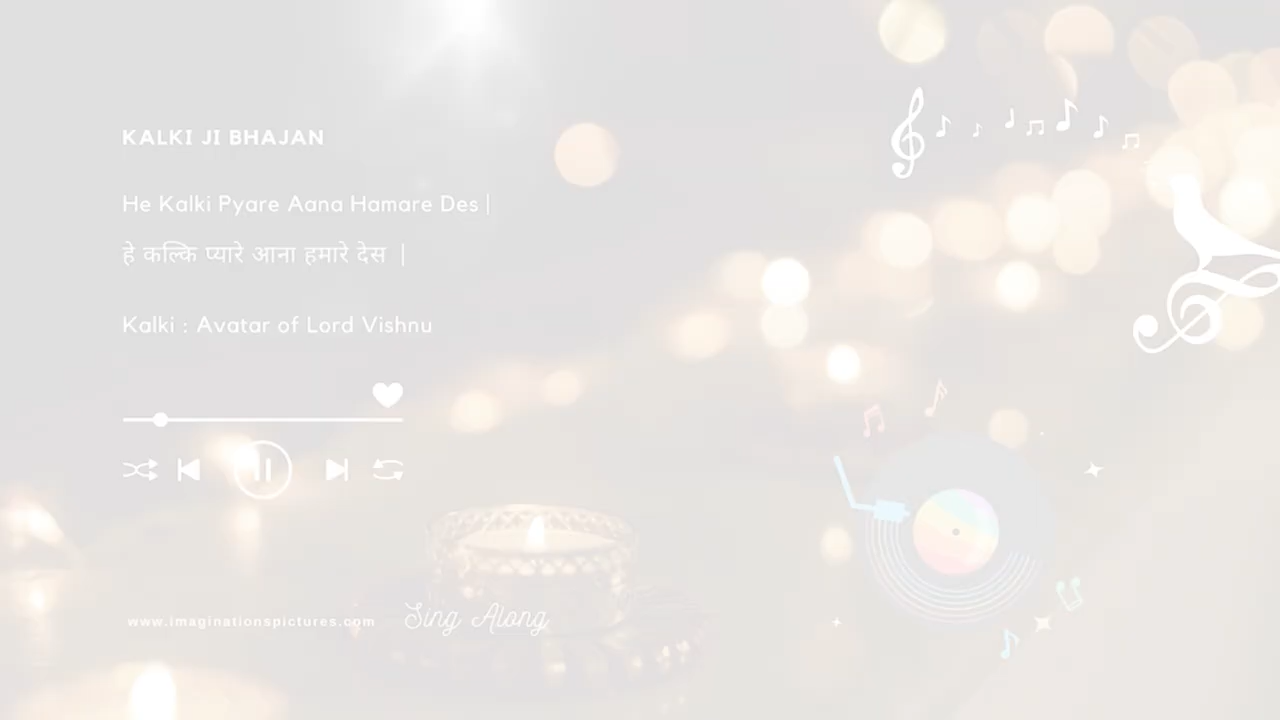 KALKI JI BHAJAN
He Kalki Pyare Aana Hamare Des |
हे कल्कि प्यारे आना हमारे देस |
Kalki : Avatar of Lord Vishnu
www.imaginationspictures.com
Sing Along